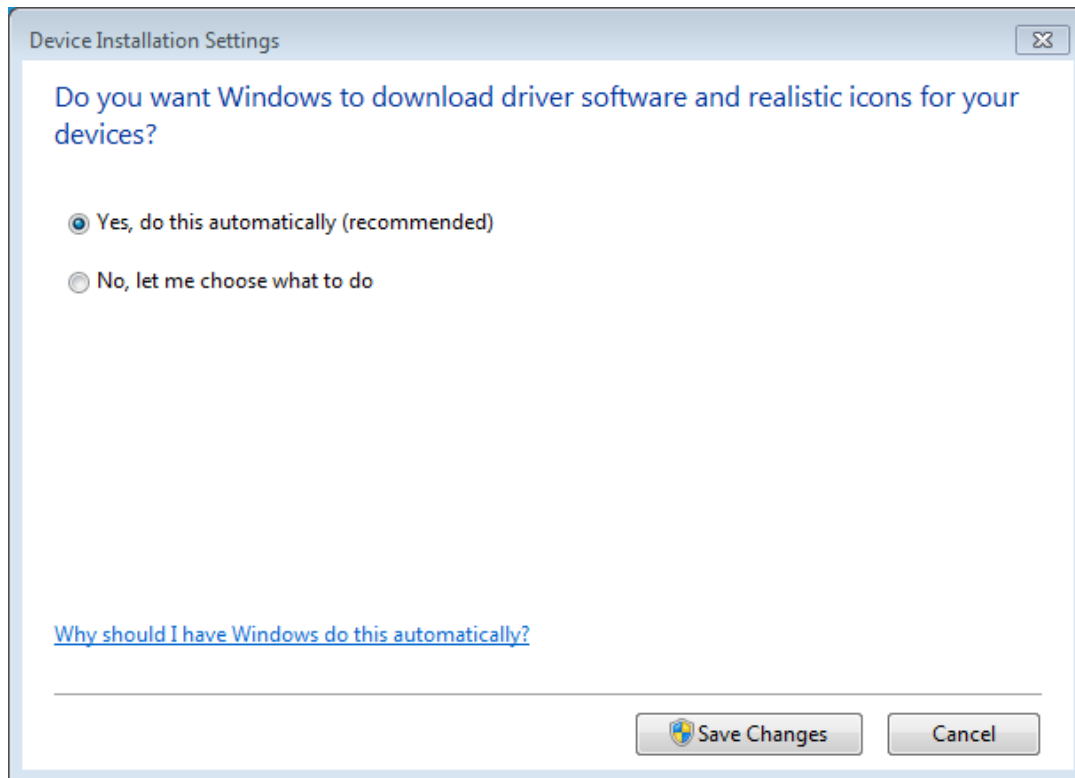 Device Installation Settings
Do you want Windows to download driver software and realistic icons for your
devices?
Yes, do this automatically (recommended)
No, let me choose what to do
Why should I have Windows do this automatically?
Save Changes
Cancel